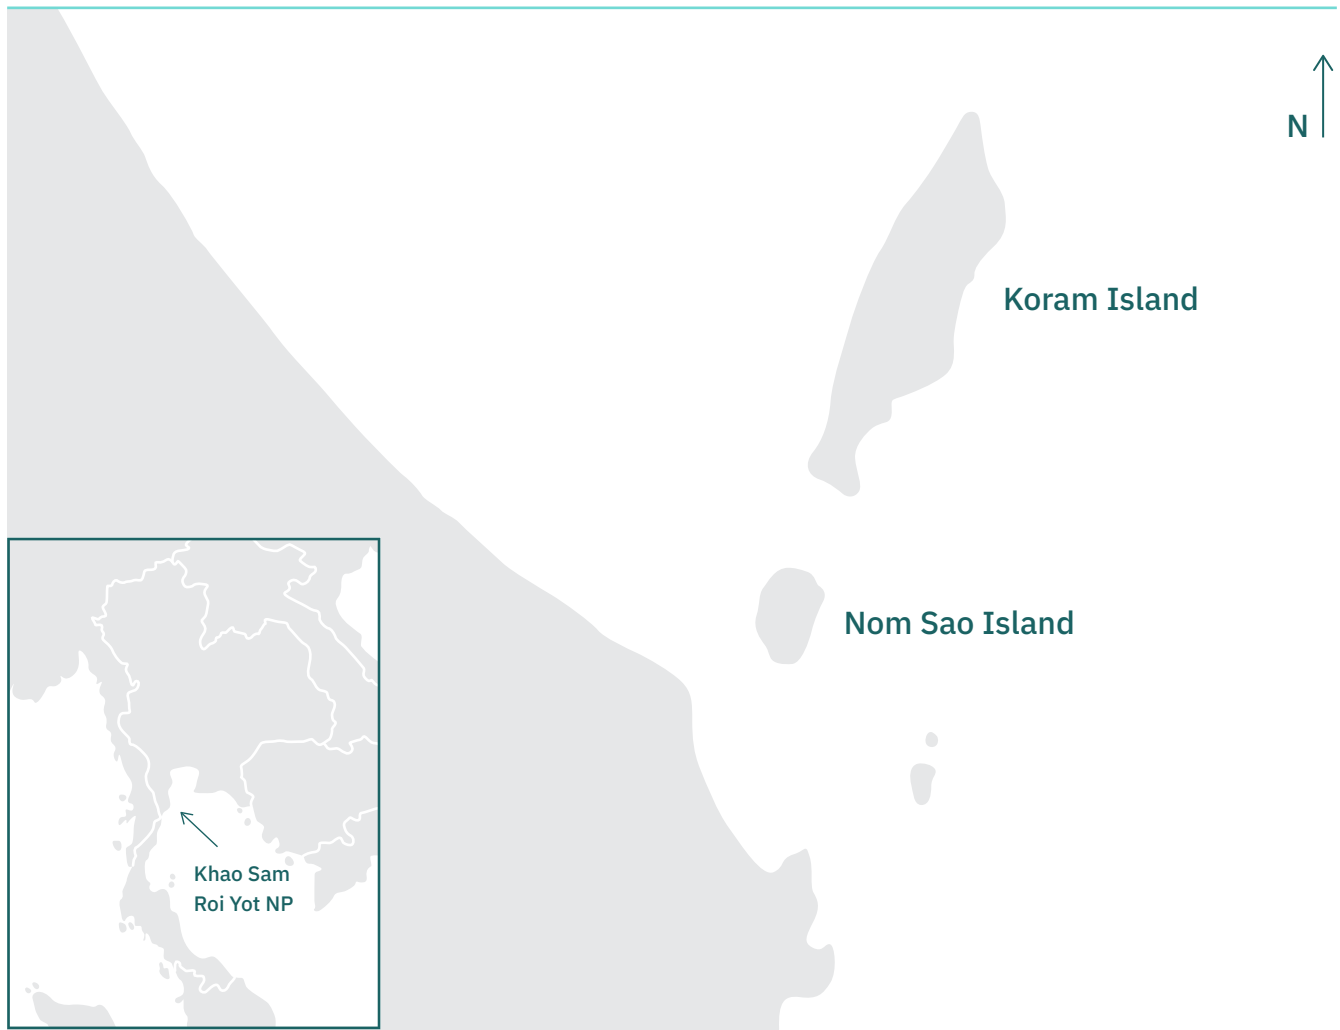 N
Koram Island
Nom Sao Island
Khao Sam
Roi Yot NP